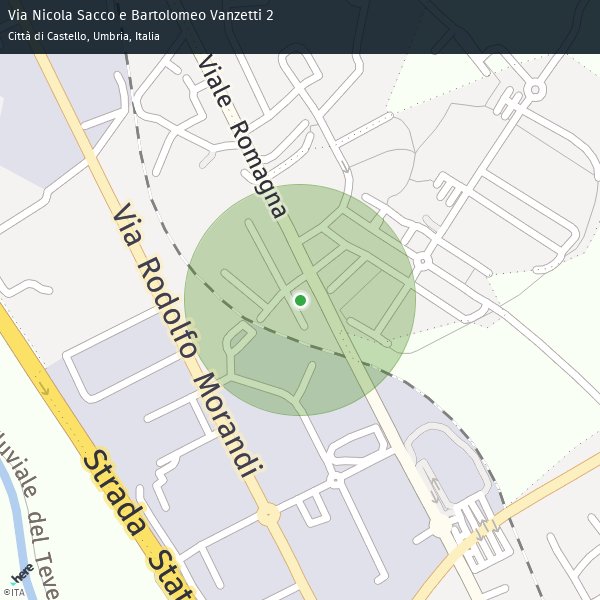 Via Nicola Sacco e Bartolomeo Vanzetti 2
Città di Castello, Umbria, Italia
Viale Romagna
Via Rodolfo Morandi
Strada Stat
luviale del Teve
here
©ITA